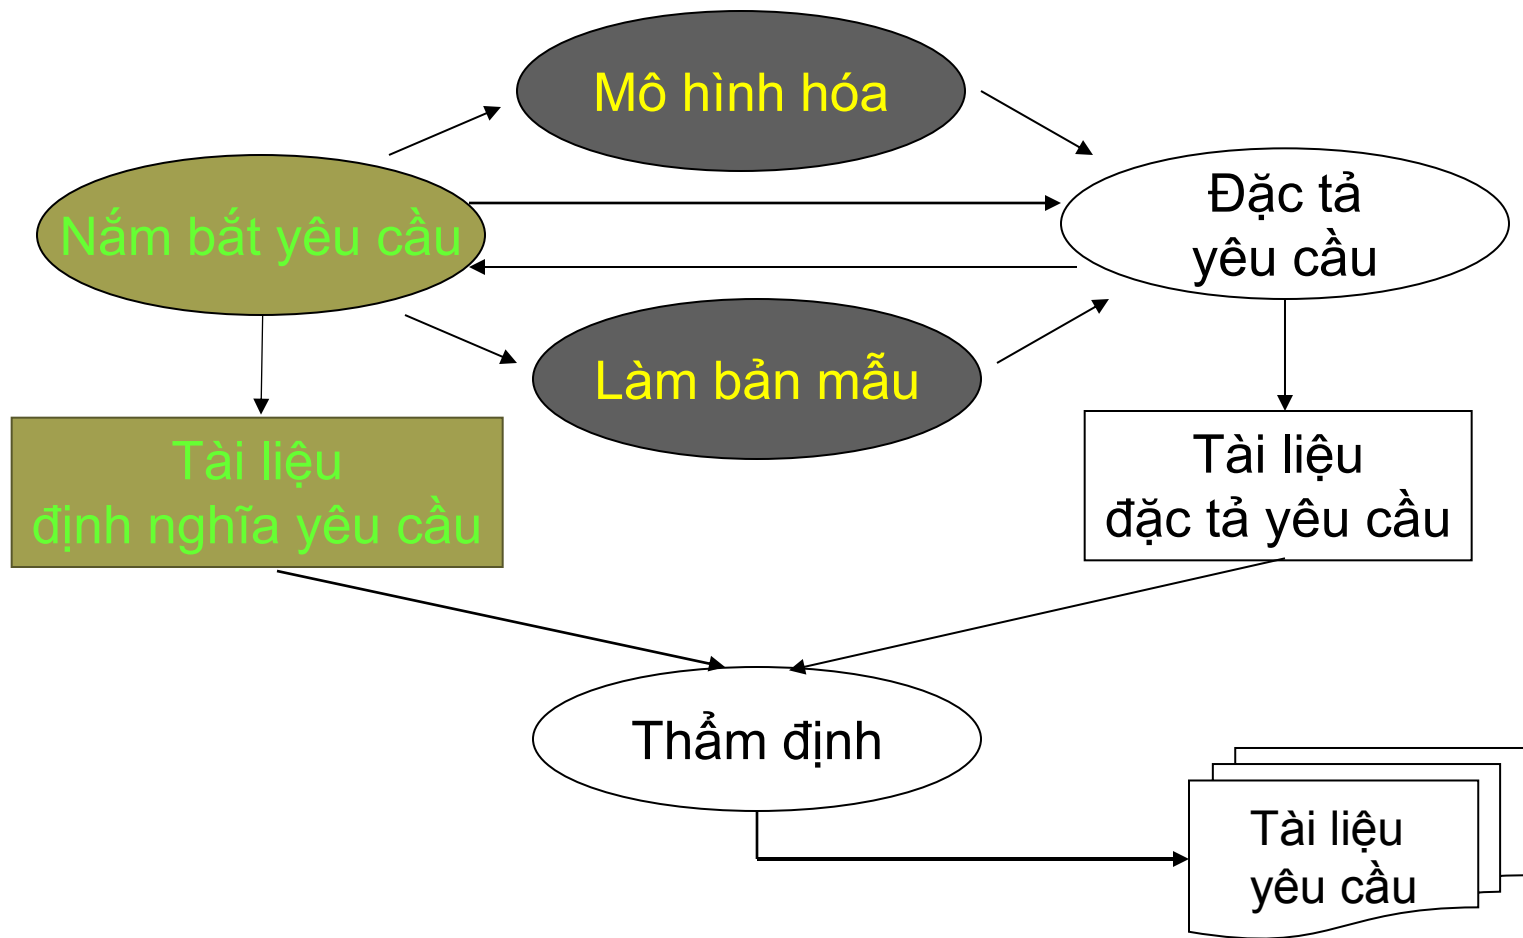 Mô hình hóa
Nắm bắt yêu cầu
Đặc tả
yêu cầu
Làm bản mẫu
Tài liệu
định nghĩa yêu cầu
Tài liệu
đặc tả yêu cầu
Thẩm định
Tài liệu
yêu cầu